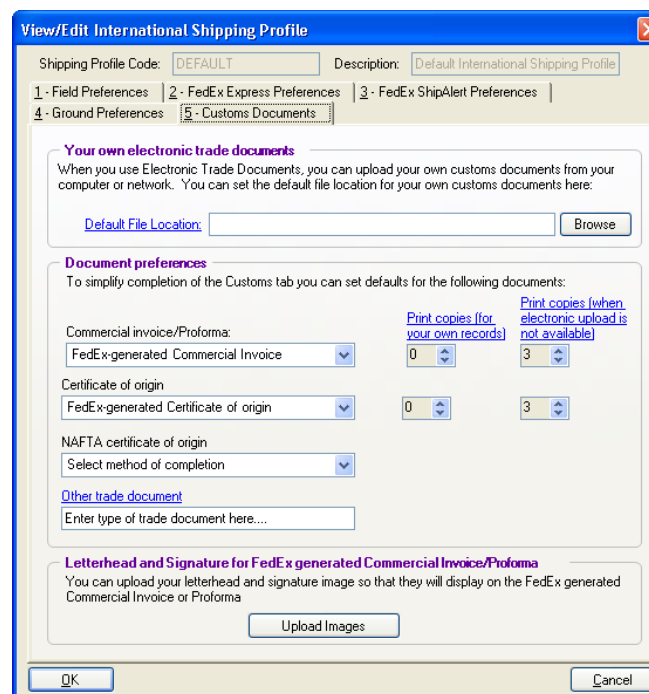 View/Edit International Shipping Profile
Shipping Profile Code: DEFAULT Description: Default International Shipping Profile
1 - Field Preferences 2 - FedEx Express Preferences 3 - FedEx ShipAlert Preferences
4 - Ground Preferences 5 - Customs Documents
Your own electronic trade documents
When you use Electronic Trade Documents, you can upload your own customs documents from your
computer or network. You can set the default file location for your own customs documents here:
Default File Location: Browse
Document preferences
To simplify completion of the Customs tab you can set defaults for the following documents:
Print copies (for
your own records)
Print copies (when
electronic upload is
not available)
Commercial invoice/Proforma:
FedEx-generated Commercial Invoice 0 3
Certificate of origin
FedEx-generated Certificate of origin 0 3
NAFTA certificate of origin
Select method of completion
Other trade document
Enter type of trade document here....
Letterhead and Signature for FedEx generated Commercial Invoice/Proforma
You can upload your letterhead and signature image so that they will display on the FedEx generated
Commercial Invoice or Proforma
Upload Images
OK Cancel